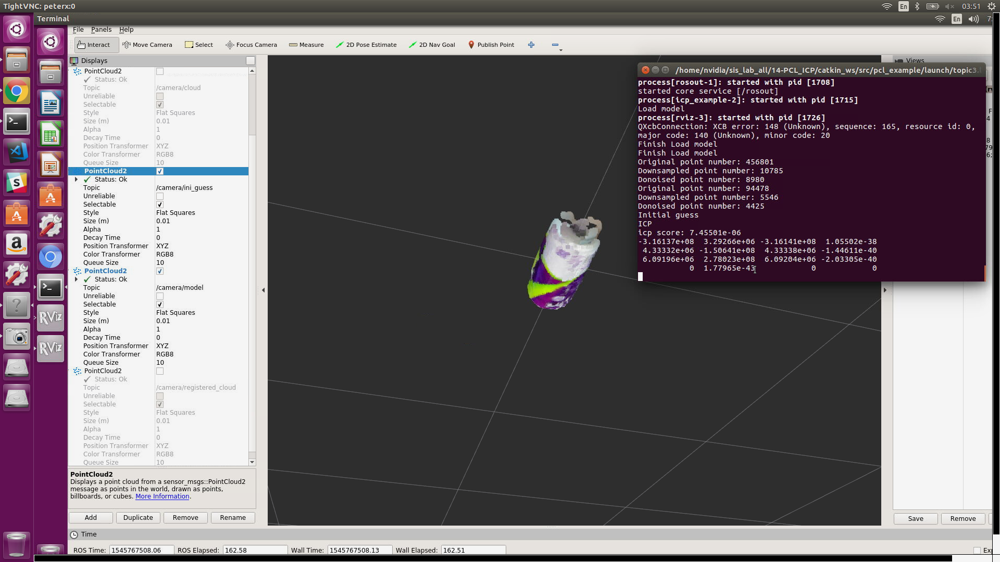 TightVNC: peterx:0
En
03:51
Terminal
En
7:
File Panels Help
Interact Move Camera Select Focus Camera Measure 2D Pose Estimate 2D Nav Goal Publish Point
Displays
PointCloud2
Status: Ok
Topic /camera/cloud
Unreliable
Selectable
Style Flat Squares
Size (m) 0.01
Alpha 1
Decay Time 0
Position Transformer XYZ
Color Transformer RGB8
Queue Size 10
PointCloud2
Status: Ok
Topic /camera/ini_guess
Unreliable
Selectable
Style Flat Squares
Size (m) 0.01
Alpha 1
Decay Time 0
Position Transformer XYZ
Color Transformer RGB8
Queue Size 10
PointCloud2
Status: Ok
Topic /camera/model
Unreliable
Selectable
Style Flat Squares
Size (m) 0.01
Alpha 1
Decay Time 0
Position Transformer XYZ
Color Transformer RGB8
Queue Size 10
PointCloud2
Status: Ok
Topic /camera/registered_cloud
Unreliable
Selectable
Style Flat Squares
Size (m) 0.01
Alpha 1
Decay Time 0
Position Transformer XYZ
Color Transformer RGB8
Queue Size 10
PointCloud2
Displays a point cloud from a sensor_msgs::PointCloud2
message as points in the world, drawn as points,
billboards, or cubes. More Information.
Add Duplicate Remove Rename
Views
/home/nvidia/sis_lab_all/14-PCL_ICP/catkin_ws/src/pcl_example/launch/topic3.
process[rosout-1]: started with pid [1708]
started core service [/rosout]
process[icp_example-2]: started with pid [1715]
Load model
process[rviz-3]: started with pid [1726]
QXcbConnection: XCB error: 148 (Unknown), sequence: 165, resource id: 0,
major code: 140 (Unknown), minor code: 20
Finish Load model
Finish Load model
Original point number: 456801
Downsampled point number: 10785
Donoised point number: 8980
Original point number: 94478
Downsampled point number: 5546
Donoised point number: 4425
Initial guess
ICP
icp score: 7.45501e-06
-3.16137e+08 3.29266e+06 -3.16141e+08 1.05502e-38
4.33332e+06 -1.50641e+08 4.33338e+06 -1.44611e-40
6.09196e+06 2.78023e+08 6.09204e+06 -2.03305e-40
0 1.77965e-43 0 0
Save Remove
Time
ROS Time: 1545767508.06 ROS Elapsed: 162.58 Wall Time: 1545767508.13 Wall Elapsed: 162.51
RViz
RViz